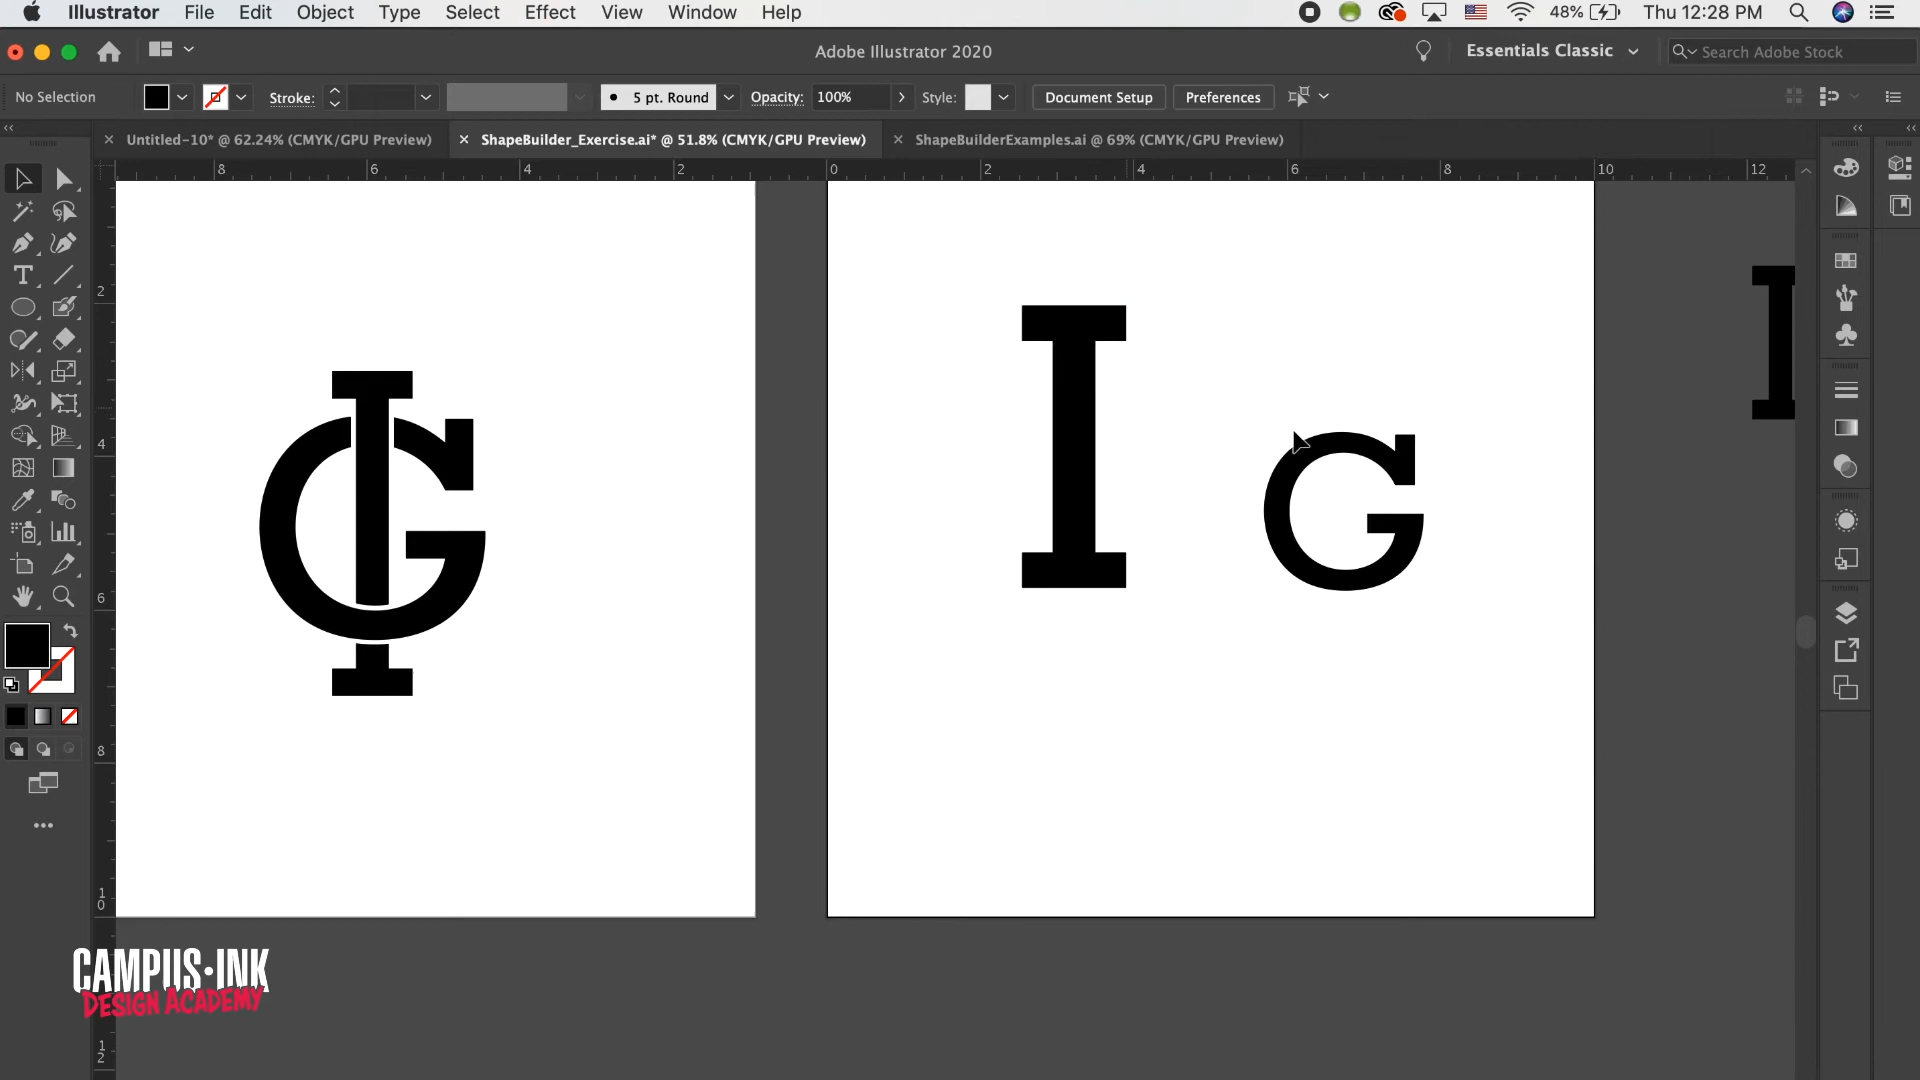 Illustrator File Edit Object Type Select Effect View Window Help 48% Thu 12:28 PM
Adobe Illustrator 2020 Essentials Classic Search Adobe Stock
No Selection Stroke: 5 pt. Round Opacity: 100% Style: Document Setup Preferences
Untitled-10* @ 62.24% (CMYK/GPU Preview) ShapeBuilder_Exercise.ai* @ 51.8% (CMYK/GPU Preview) ShapeBuilderExamples.ai @ 69% (CMYK/GPU Preview)
8 6 4 2 0 2 4 6 8 10 12
2
4
6
8
10
12
I G
I G
I
CAMPUS·INK
DESIGN ACADEMY